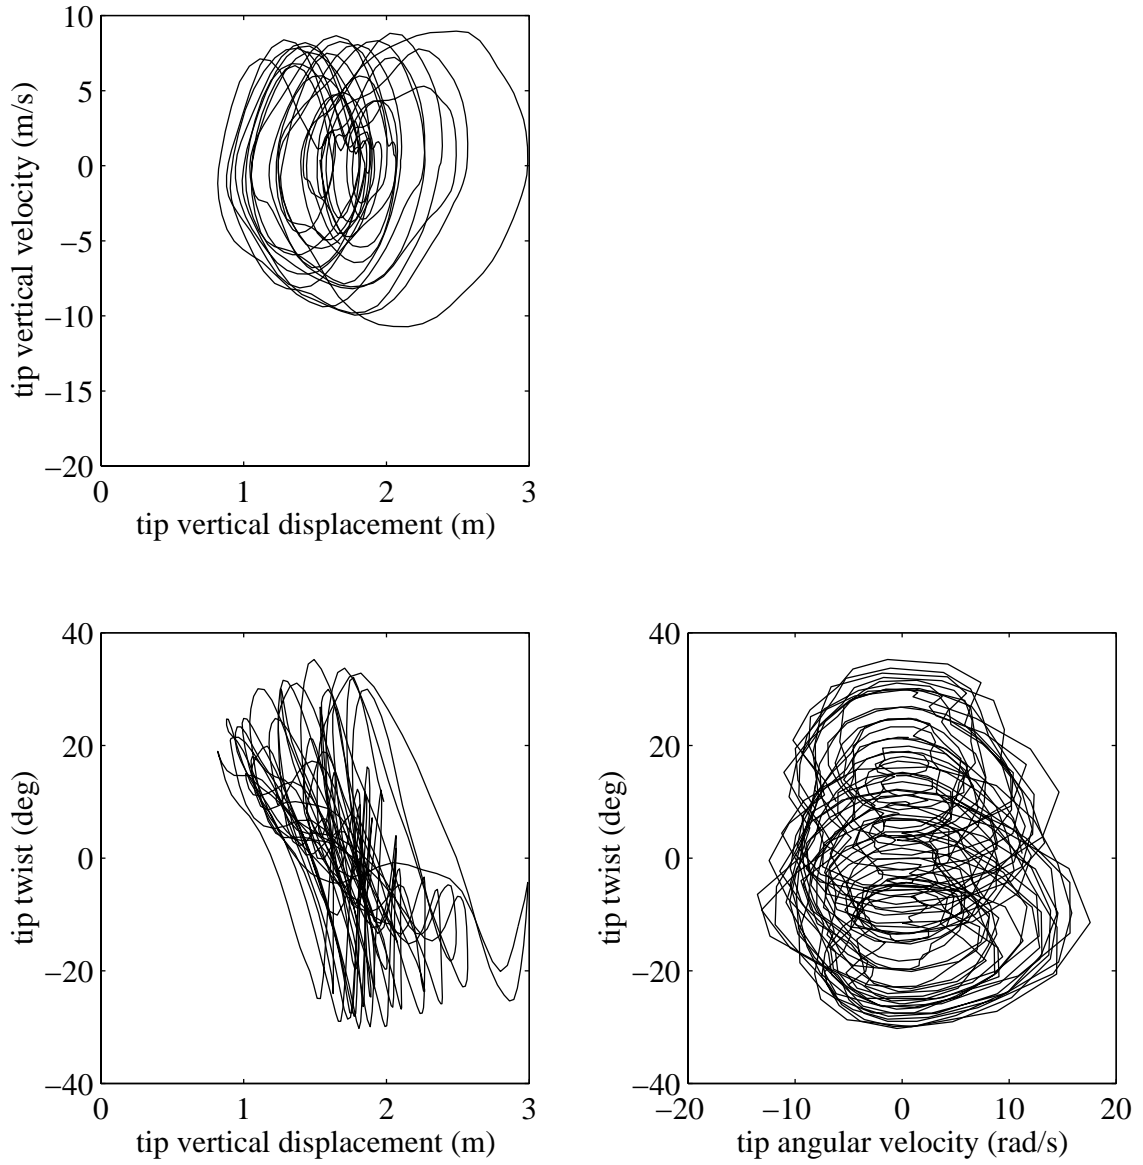 10
5
0
−5
−10
−15
−20
tip vertical velocity (m/s)
0 1 2 3
tip vertical displacement (m)
40
20
0
−20
−40
tip twist (deg)
0 1 2 3
tip vertical displacement (m)
40
20
0
−20
−40
tip twist (deg)
−20 −10 0 10 20
tip angular velocity (rad/s)